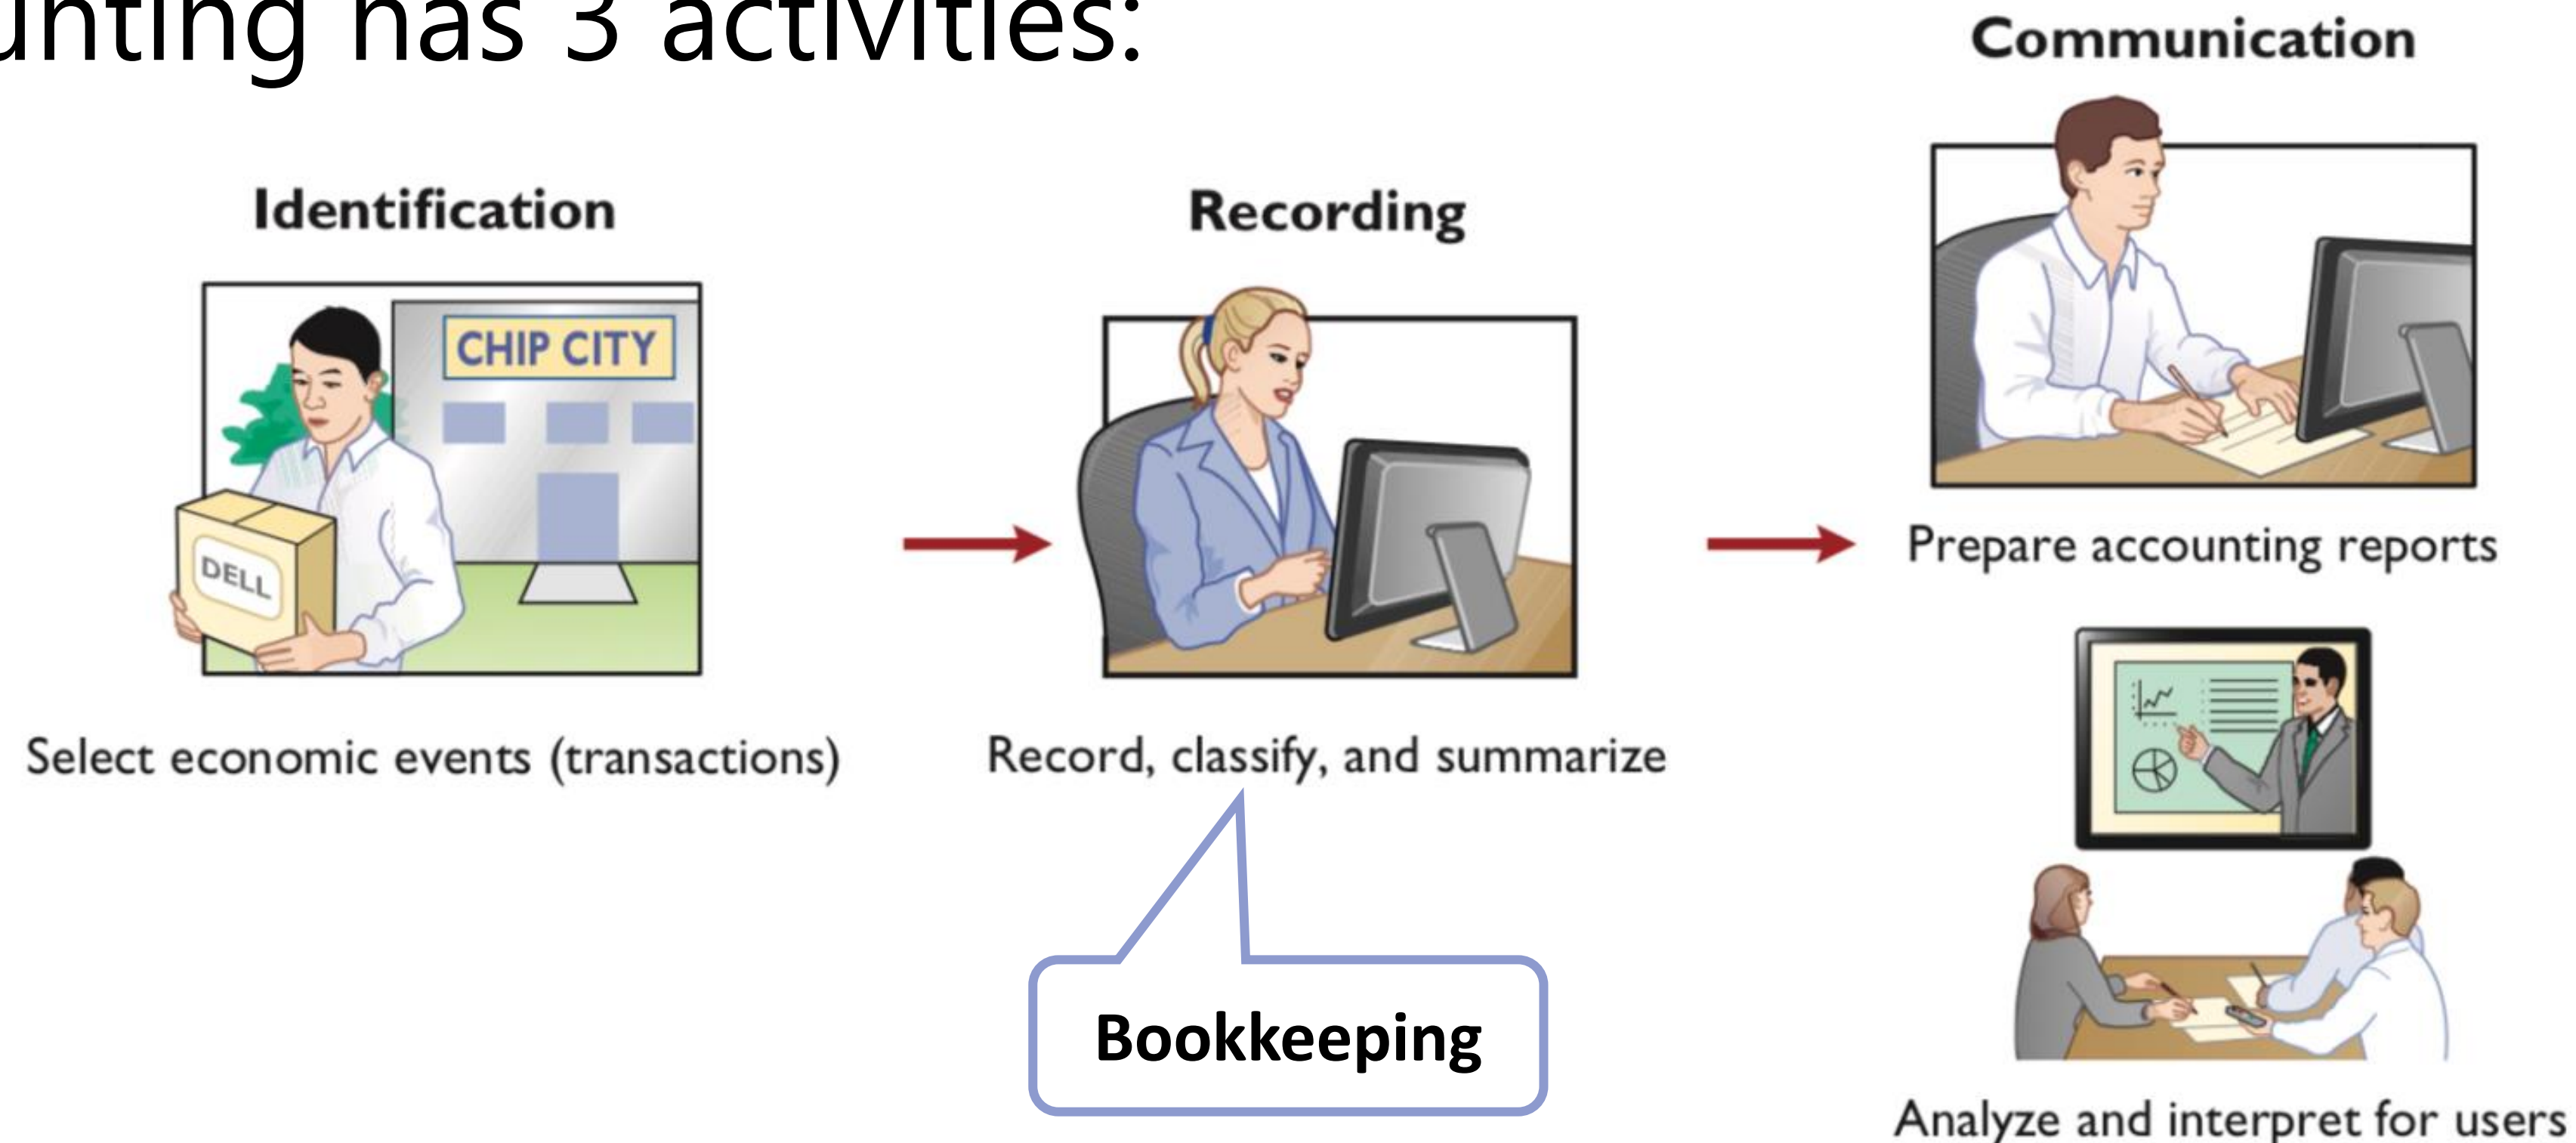 unting has 3 activities:
Identification
CHIP CITY
DELL
Select economic events (transactions)
Recording
Record, classify, and summarize
Bookkeeping
Communication
Prepare accounting reports
Analyze and interpret for users